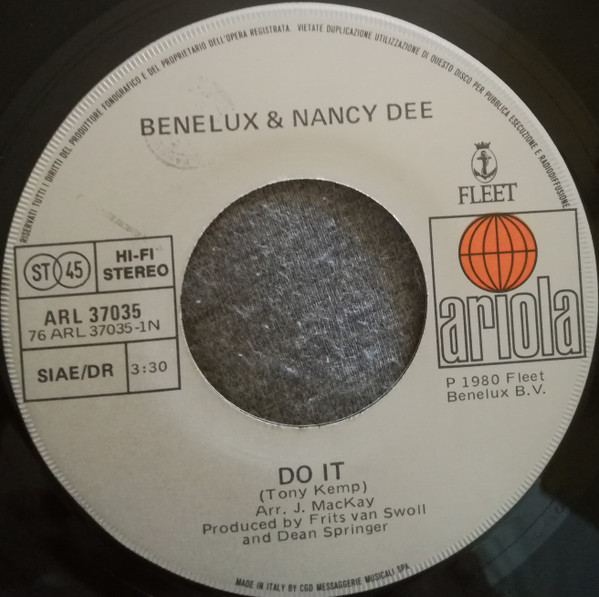 RISERVATI TUTTI I DIRITTI DEL PRODUTTORE FONOGRAFICO E DEL PROPRIETARIO DELL'OPERA REGISTRATA. VIETATE DUPLICAZIONE UTILIZZAZIONE DI QUESTO DISCO PER PUBBLICA ESECUZIONE E RADIODIFFUSIONE
BENELUX & NANCY DEE
FLEET
ST 45
HI-FI
STEREO
ARL 37035
76 ARL 37035-1N
SIAE/DR
3:30
ariola
P 1980 Fleet
Benelux B.V.
DO IT
(Tony Kemp)
Arr. J. MacKay
Produced by Frits van Swoll
and Dean Springer
MADE IN ITALY BY CGD MESSAGGERIE MUSICALI SPA